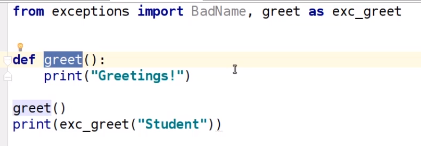 from exceptions import BadName, greet as exc_greet
def greet():
    print("Greetings!")
greet()
print(exc_greet("Student"))